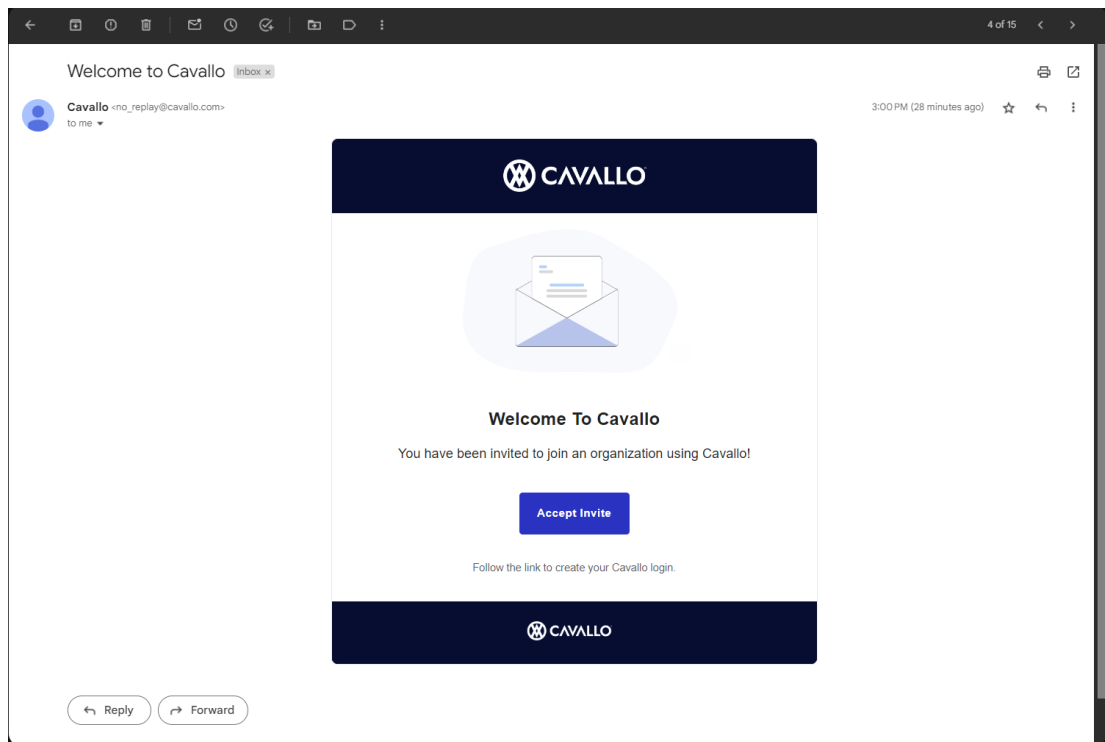 4 of 15
Welcome to Cavallo Inbox x
Cavallo <no_replay@cavallo.com> 3:00 PM (28 minutes ago)
to me
CAVALLO
Welcome To Cavallo
You have been invited to join an organization using Cavallo!
Accept Invite
Follow the link to create your Cavallo login.
CAVALLO
Reply Forward